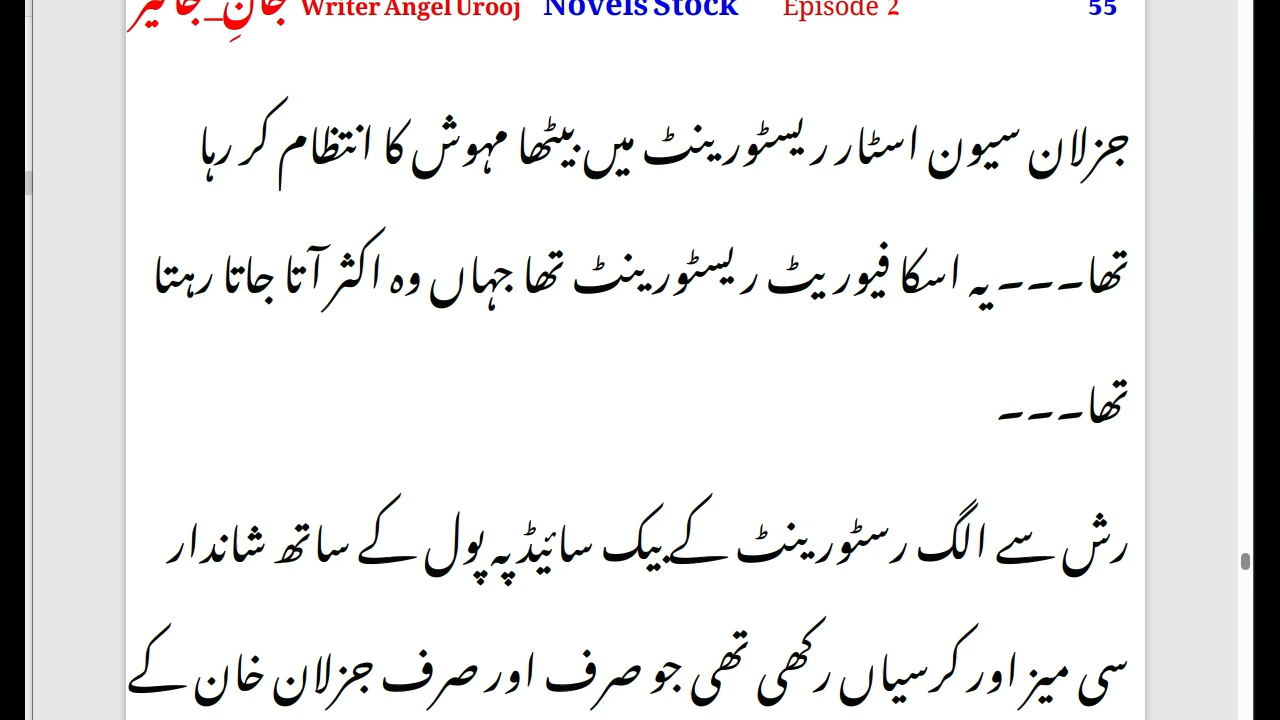 جانِ_جہانگیر Writer Angel Urooj Novels Stock Episode 2 55
جزلان سیون اسٹار ریسٹورینٹ میں بیٹھا مہوش کا انتظام کر رہا
تھا۔۔۔ یہ اسکا فیوریٹ ریسٹورینٹ تھا جہاں وہ اکثر آتا جاتا رہتا
تھا۔۔۔
رش سے الگ رسٹورینٹ کے بیک سائیڈ پہ پول کے ساتھ شاندار
سی میز اور کرسیاں رکھی تھی جو صرف اور صرف جزلان خان کے